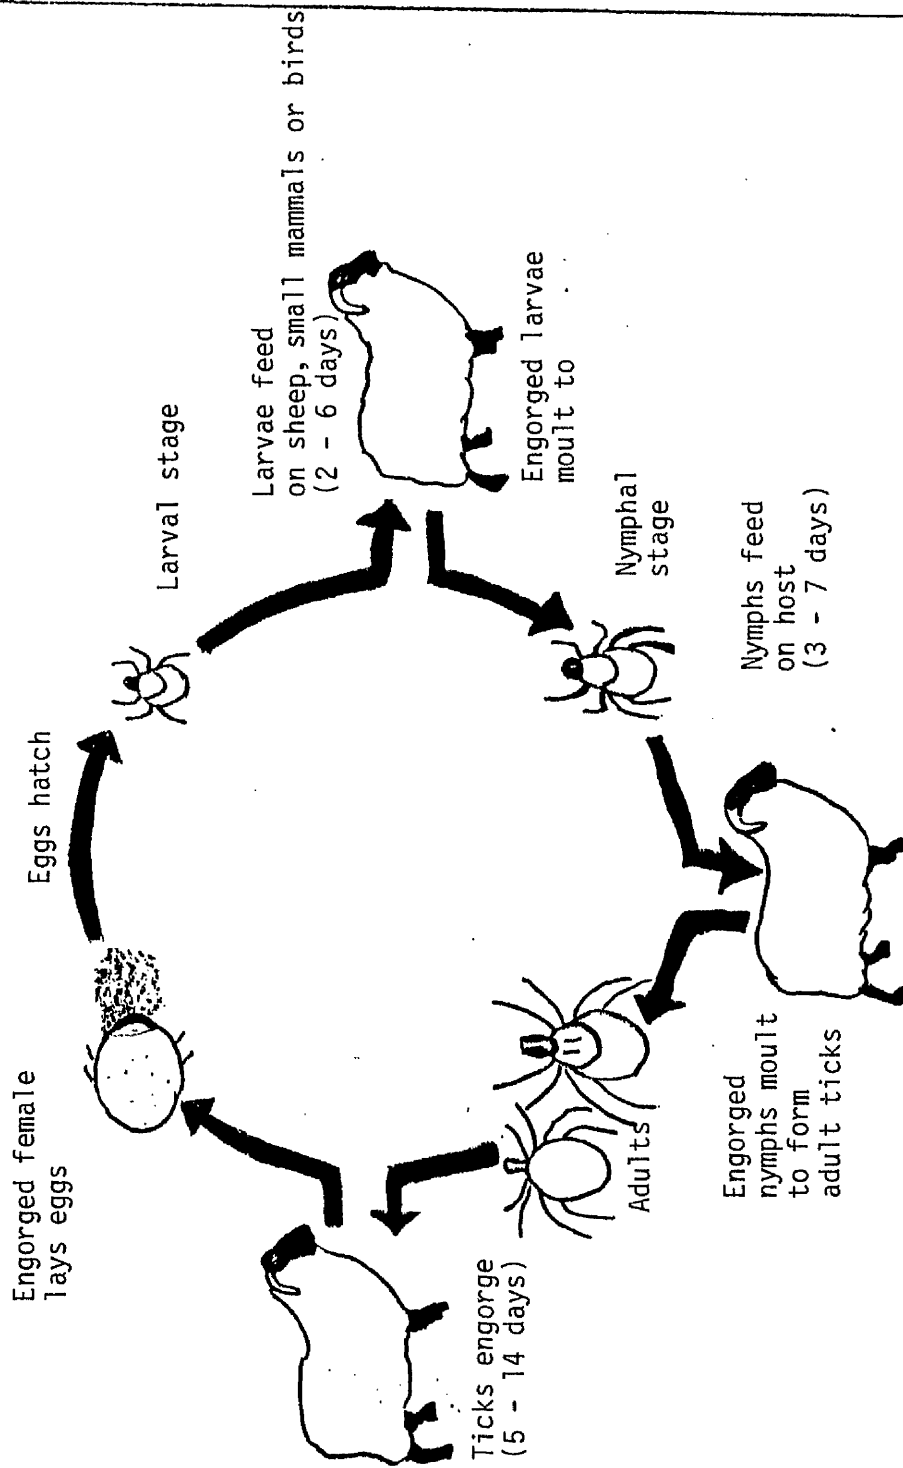 Engorged female
lays eggs
Eggs hatch
Larval stage
Larvae feed
on sheep, small mammals or birds
(2 - 6 days)
Engorged larvae
moult to
Nymphal
stage
Nymphs feed
on host
(3 - 7 days)
Engorged
nymphs moult
to form
adult ticks
Adults
Ticks engorge
(5 - 14 days)